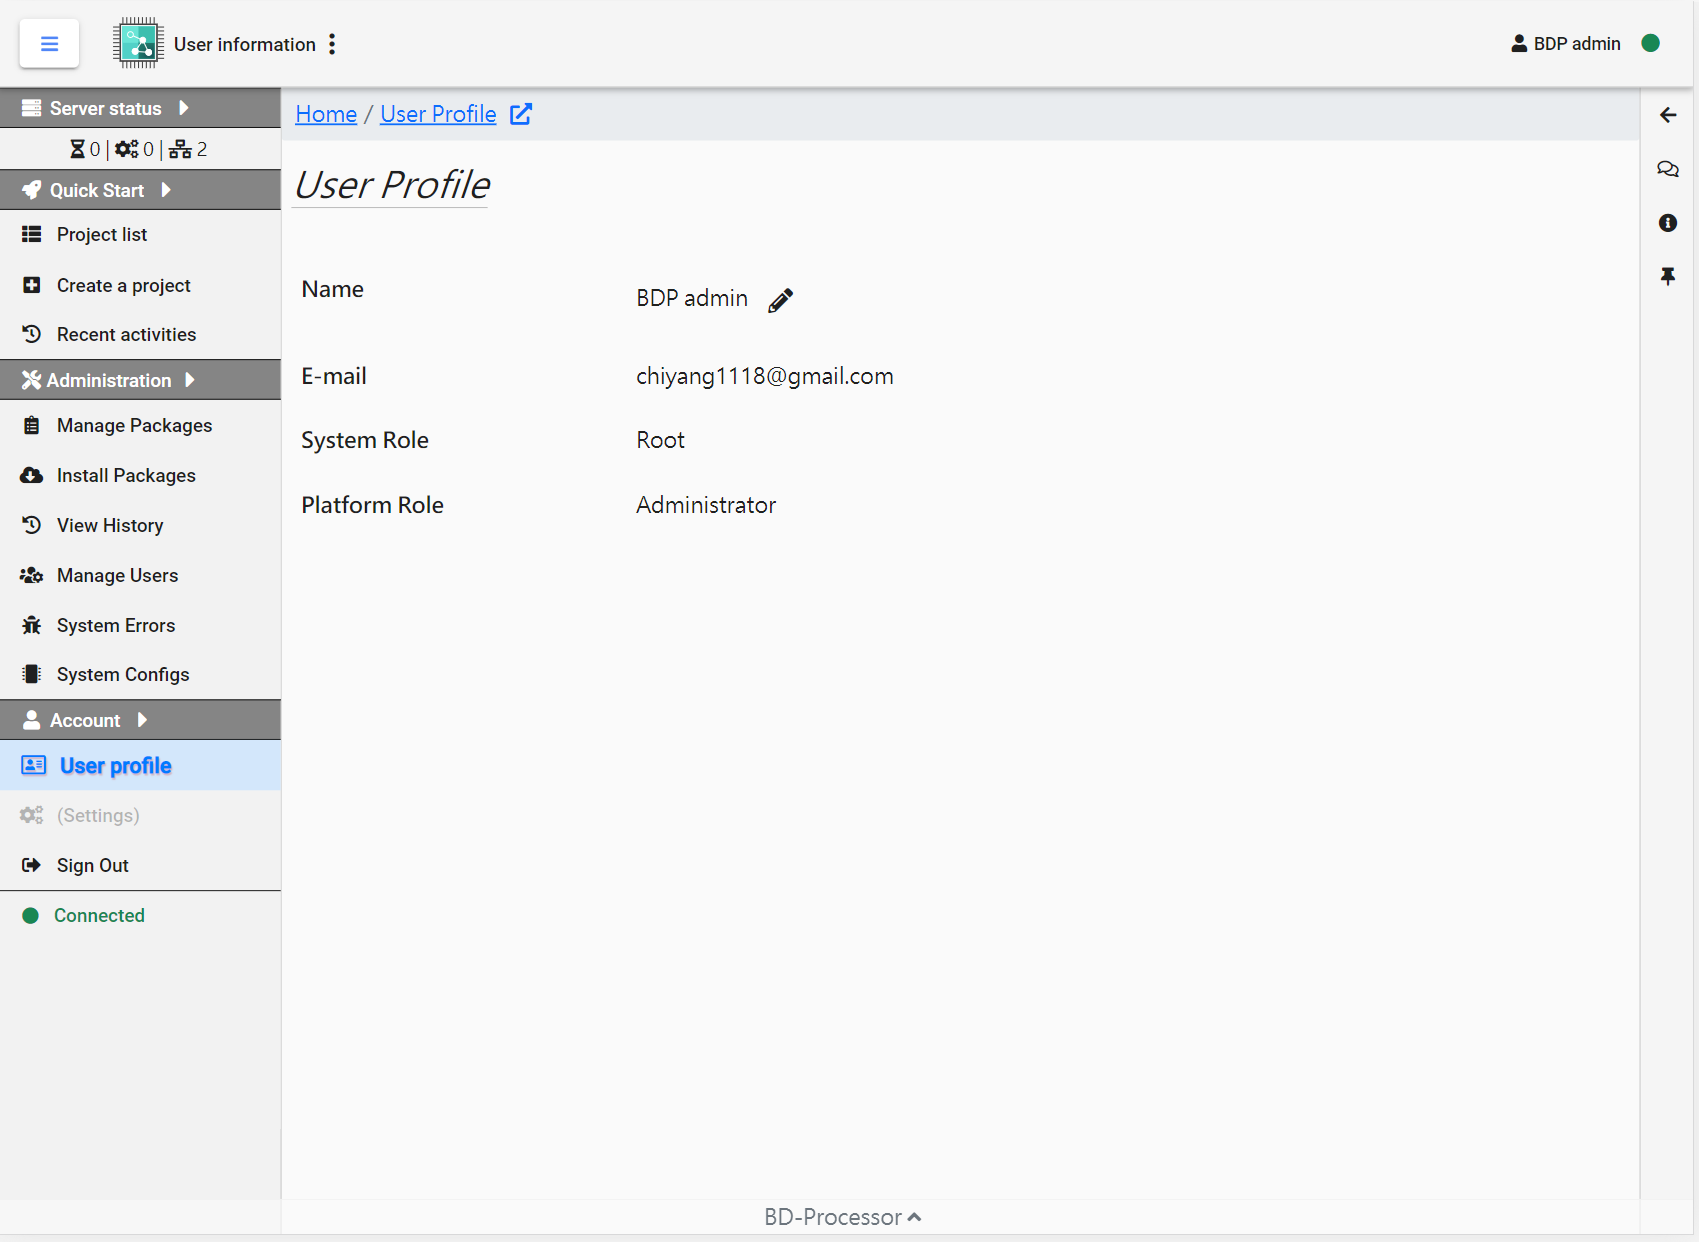 User information
BDP admin
Server status
0 | 0 | 2
Quick Start
Project list
Create a project
Recent activities
Administration
Manage Packages
Install Packages
View History
Manage Users
System Errors
System Configs
Account
User profile
(Settings)
Sign Out
Connected
Home / User Profile
User Profile
Name BDP admin
E-mail chiyang1118@gmail.com
System Role Root
Platform Role Administrator
BD-Processor